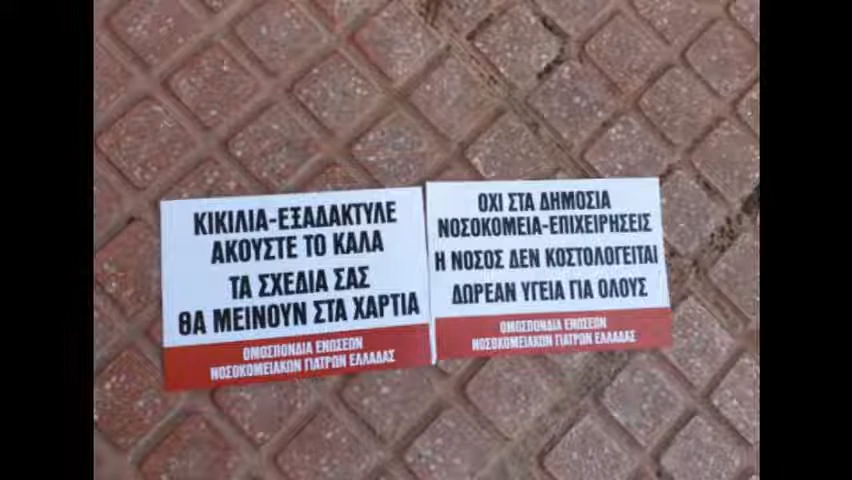 ΚΙΚΙΛΙΑ-ΕΞΑΔΑΚΤΥΛΕ
ΑΚΟΥΣΤΕ ΤΟ ΚΑΛΑ
ΤΑ ΣΧΕΔΙΑ ΣΑΣ
ΘΑ ΜΕΙΝΟΥΝ ΣΤΑ ΧΑΡΤΙΑ
ΟΜΟΣΠΟΝΔΙΑ ΕΝΩΣΕΩΝ
ΝΟΣΟΚΟΜΕΙΑΚΩΝ ΓΙΑΤΡΩΝ ΕΛΛΑΔΑΣ
ΟΧΙ ΣΤΑ ΔΗΜΟΣΙΑ
ΝΟΣΟΚΟΜΕΙΑ-ΕΠΙΧΕΙΡΗΣΕΙΣ
Η ΝΟΣΟΣ ΔΕΝ ΚΟΣΤΟΛΟΓΕΙΤΑΙ
ΔΩΡΕΑΝ ΥΓΕΙΑ ΓΙΑ ΟΛΟΥΣ
ΟΜΟΣΠΟΝΔΙΑ ΕΝΩΣΕΩΝ
ΝΟΣΟΚΟΜΕΙΑΚΩΝ ΓΙΑΤΡΩΝ ΕΛΛΑΔΑΣ